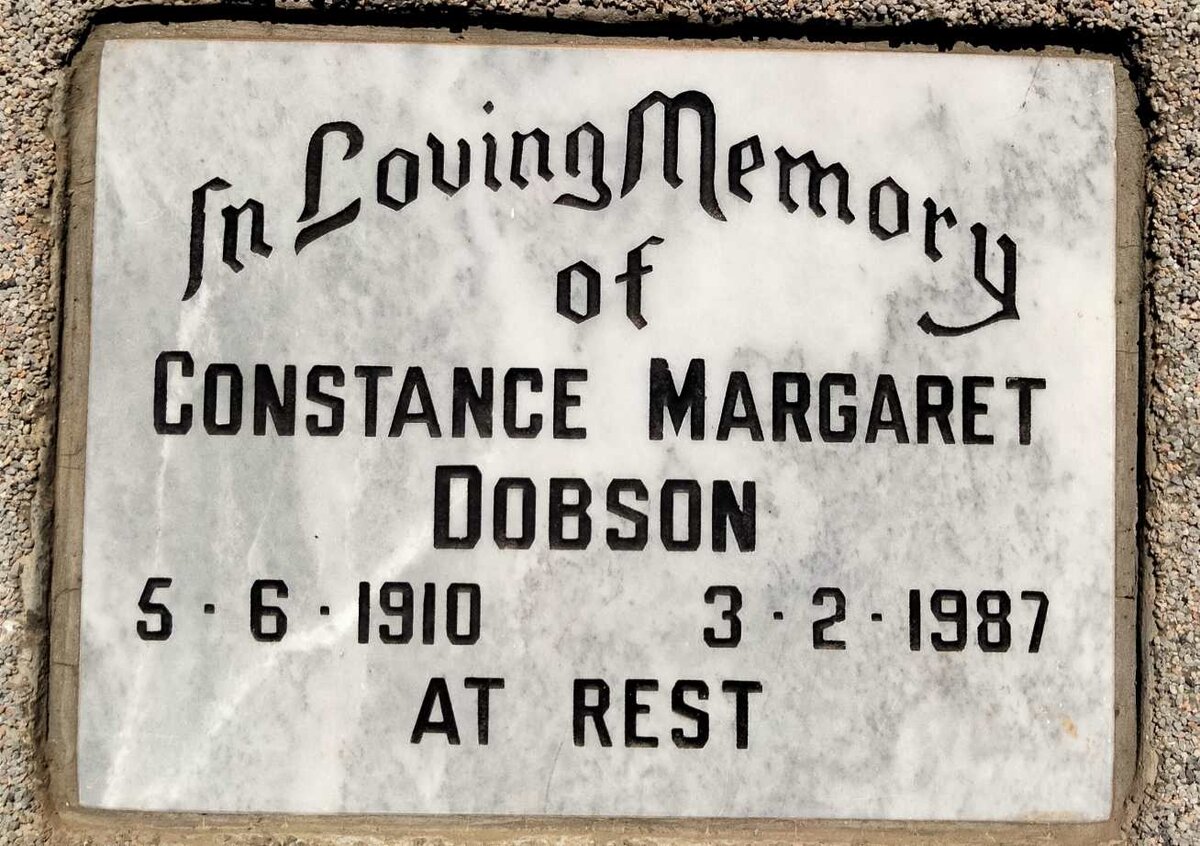 In Loving Memory
of
CONSTANCE MARGARET
DOBSON
5·6·1910 3·2·1987
AT REST